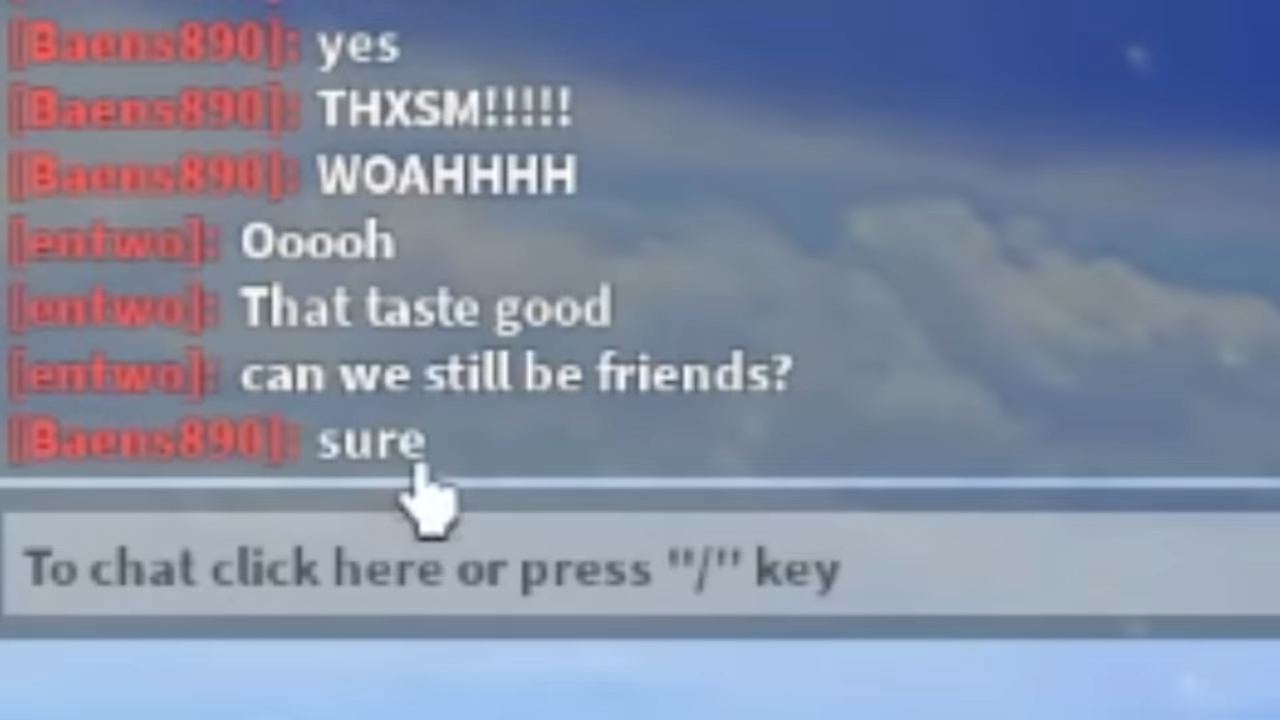 [Baens890]: yes
[Baens890]: THXSM!!!!!
[Baens890]: WOAHHHH
[entwo]: Ooooh
[entwo]: That taste good
[entwo]: can we still be friends?
[Baens890]: sure
To chat click here or press "/" key